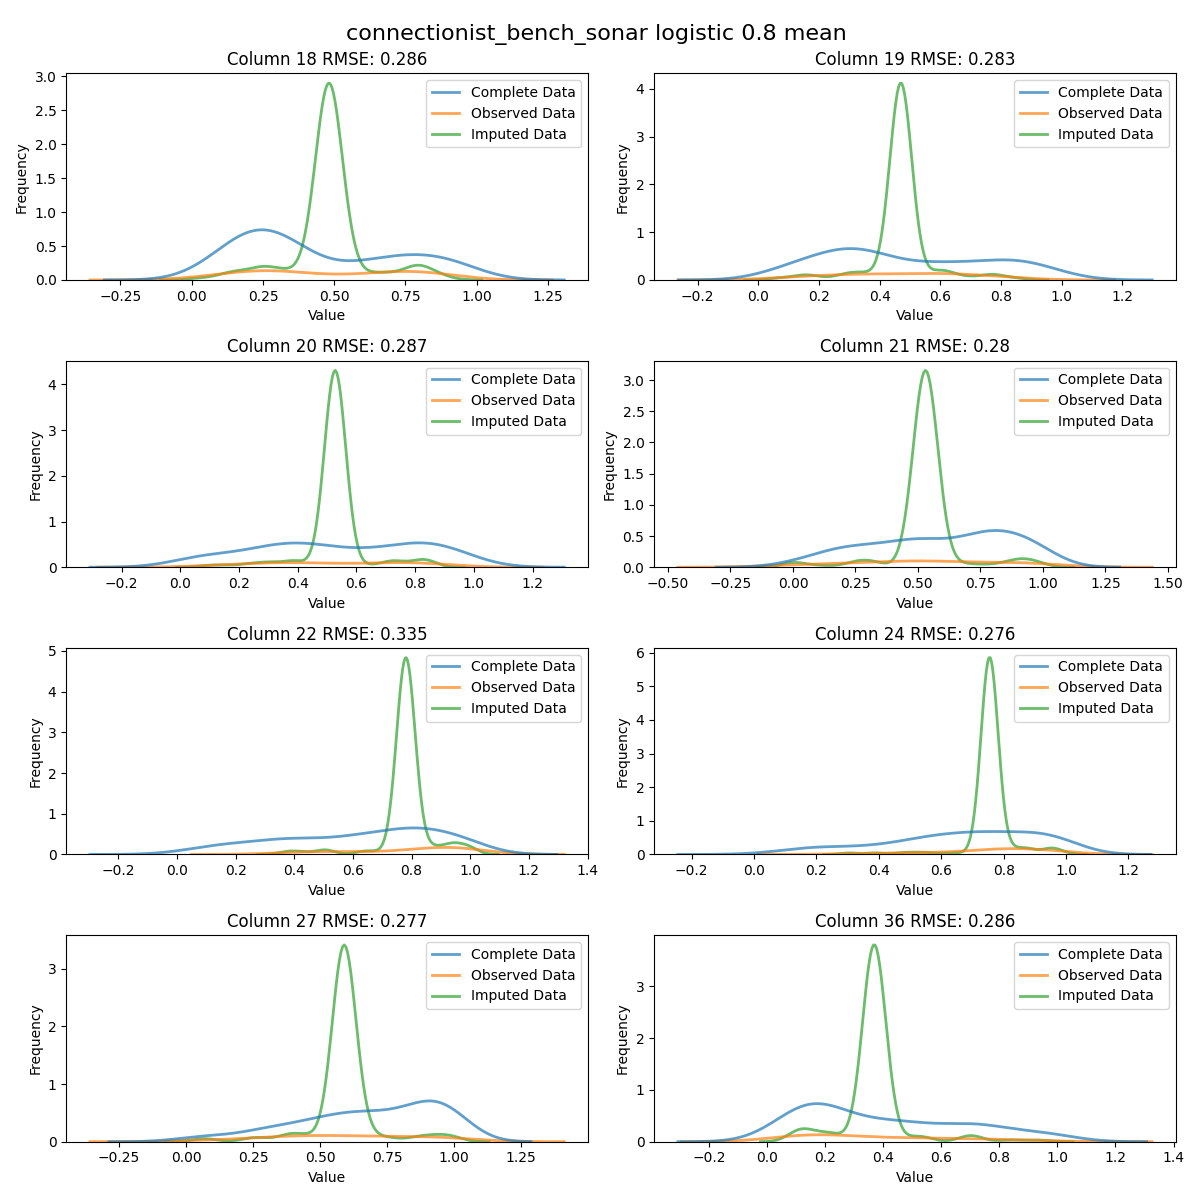 connectionist_bench_sonar logistic 0.8 mean
Column 18 RMSE: 0.286
3.0
2.5
2.0
1.5
1.0
0.5
0.0
Frequency
Complete Data
Observed Data
Imputed Data
−0.25 0.00 0.25 0.50 0.75 1.00 1.25
Value
Column 19 RMSE: 0.283
4
3
2
1
0
Frequency
Complete Data
Observed Data
Imputed Data
−0.2 0.0 0.2 0.4 0.6 0.8 1.0 1.2
Value
Column 20 RMSE: 0.287
4
3
2
1
0
Frequency
Complete Data
Observed Data
Imputed Data
−0.2 0.0 0.2 0.4 0.6 0.8 1.0 1.2
Value
Column 21 RMSE: 0.28
3.0
2.5
2.0
1.5
1.0
0.5
0.0
Frequency
Complete Data
Observed Data
Imputed Data
−0.50 −0.25 0.00 0.25 0.50 0.75 1.00 1.25 1.50
Value
Column 22 RMSE: 0.335
5
4
3
2
1
0
Frequency
Complete Data
Observed Data
Imputed Data
−0.2 0.0 0.2 0.4 0.6 0.8 1.0 1.2 1.4
Value
Column 24 RMSE: 0.276
6
5
4
3
2
1
0
Frequency
Complete Data
Observed Data
Imputed Data
−0.2 0.0 0.2 0.4 0.6 0.8 1.0 1.2
Value
Column 27 RMSE: 0.277
3
2
1
0
Frequency
Complete Data
Observed Data
Imputed Data
−0.25 0.00 0.25 0.50 0.75 1.00 1.25
Value
Column 36 RMSE: 0.286
3
2
1
0
Frequency
Complete Data
Observed Data
Imputed Data
−0.2 0.0 0.2 0.4 0.6 0.8 1.0 1.2 1.4
Value